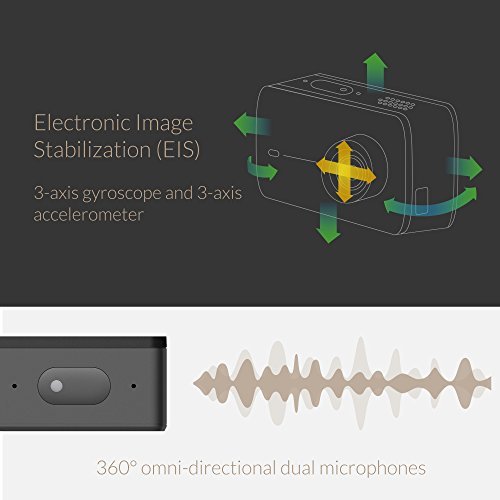 Electronic Image
Stabilization (EIS)
3-axis gyroscope and 3-axis
accelerometer
360° omni-directional dual microphones